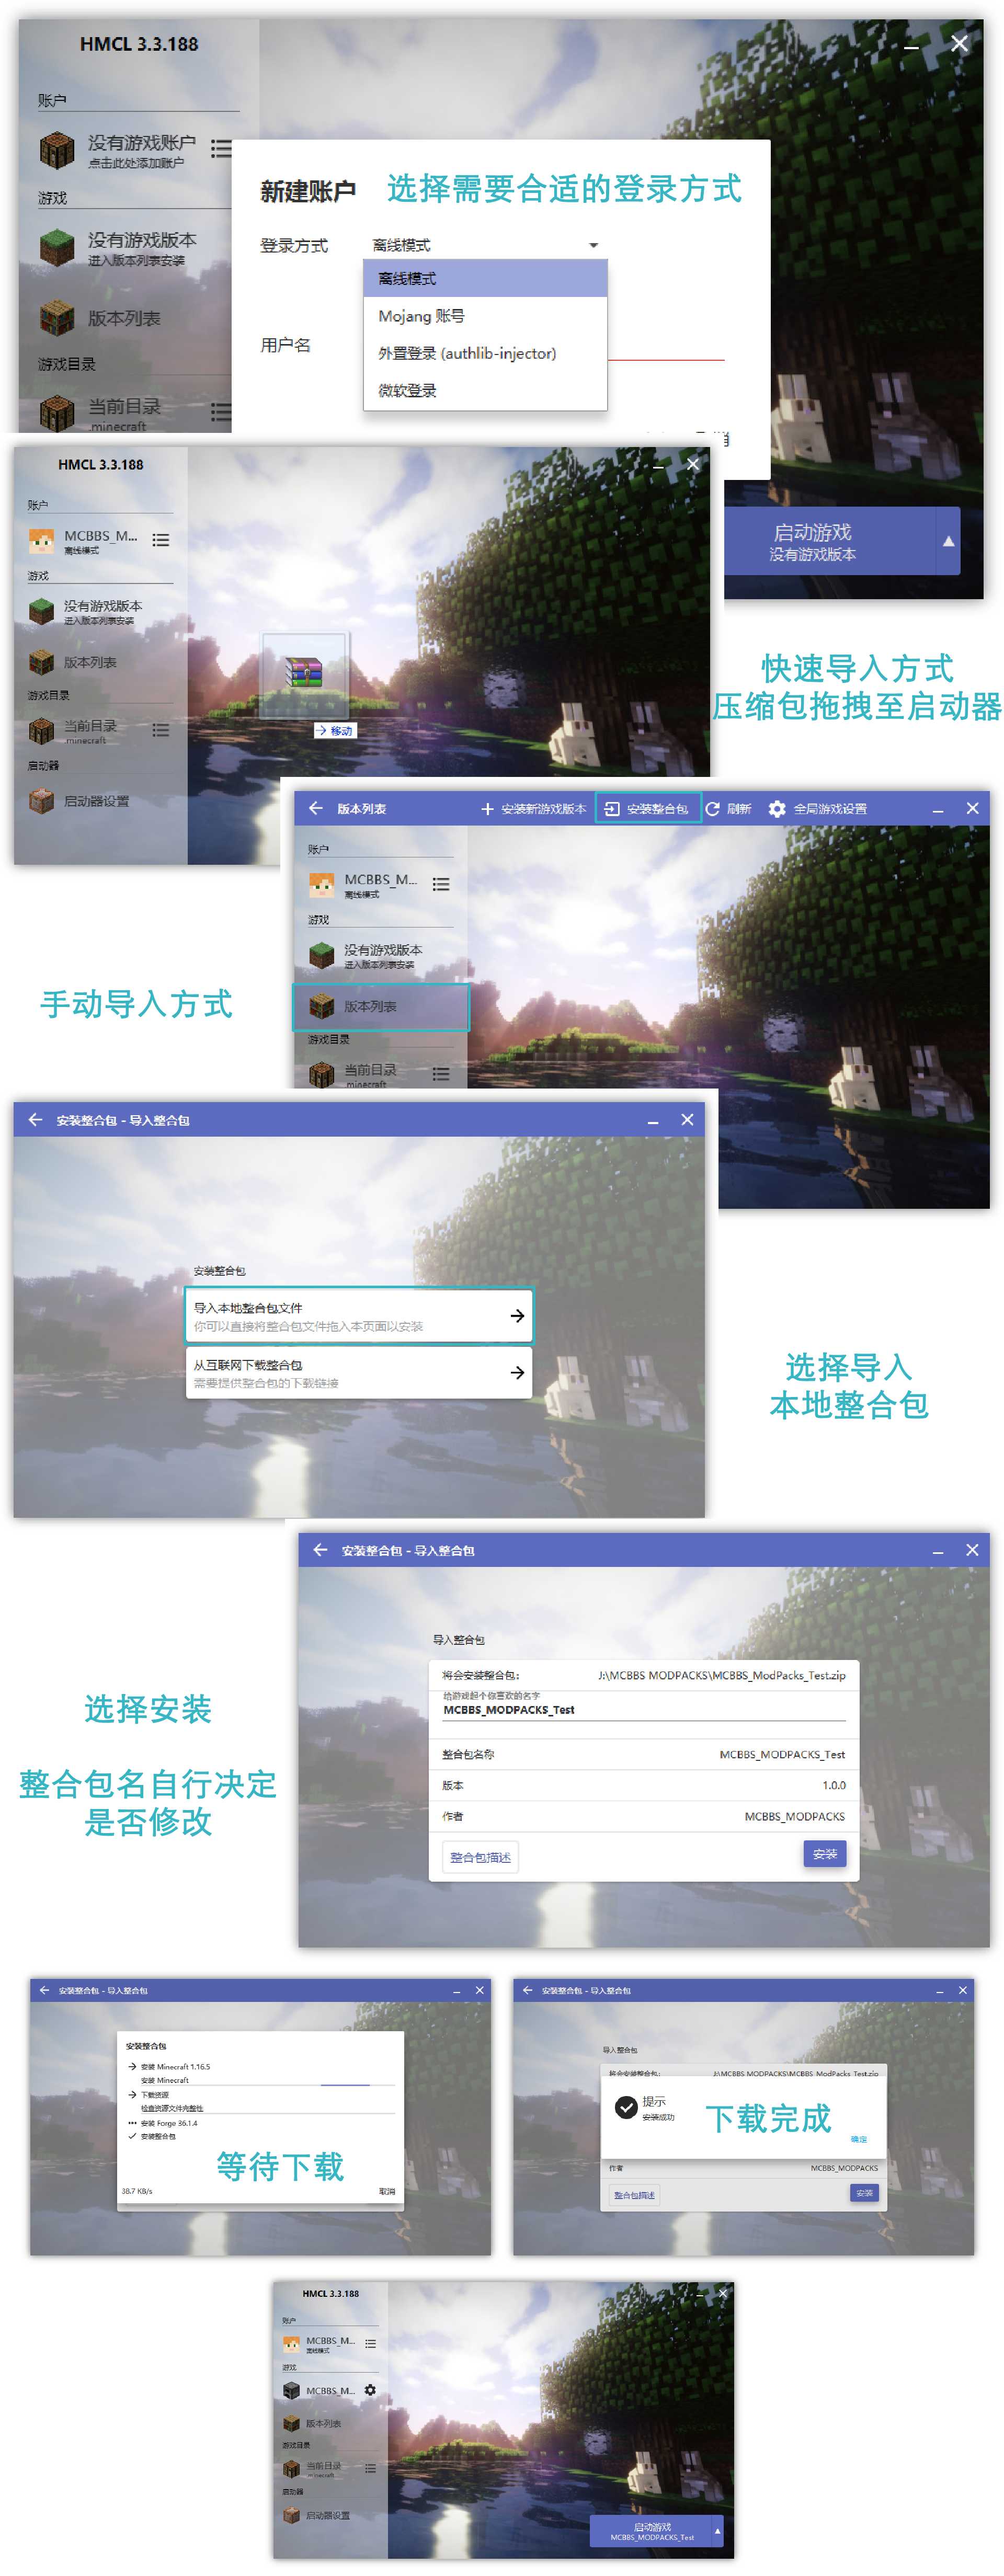 HMCL 3.3.188
账户
没有游戏账户
点击此处添加账户
游戏
没有游戏版本
进入版本列表安装
版本列表
游戏目录
当前目录
.minecraft
新建账户
选择需要合适的登录方式
登录方式
离线模式
离线模式
Mojang 账号
外置登录 (authlib-injector)
微软登录
用户名
启动游戏
没有游戏版本
HMCL 3.3.188
账户
MCBBS_M...
离线模式
游戏
没有游戏版本
进入版本列表安装
版本列表
游戏目录
当前目录
.minecraft
启动器
启动器设置
移动
快速导入方式
压缩包拖拽至启动器
版本列表
安装新游戏版本
安装整合包
刷新
全局游戏设置
账户
MCBBS_M...
离线模式
游戏
没有游戏版本
进入版本列表安装
版本列表
游戏目录
当前目录
.minecraft
手动导入方式
安装整合包 - 导入整合包
安装整合包
导入本地整合包文件
你可以直接将整合包文件拖入本页面以安装
从互联网下载整合包
需要提供整合包的下载链接
选择导入
本地整合包
安装整合包 - 导入整合包
导入整合包
将会安装整合包: J:\MCBBS MODPACKS\MCBBS_ModPacks_Test.zip
给游戏起个你喜欢的名字
MCBBS_MODPACKS_Test
整合包名称 MCBBS_MODPACKS_Test
版本 1.0.0
作者 MCBBS_MODPACKS
整合包描述
安装
选择安装
整合包名自行决定
是否修改
安装整合包 - 导入整合包
安装整合包
安装 Minecraft 1.16.5
安装 Minecraft
下载资源
检查资源文件完整性
安装 Forge 36.1.4
安装整合包
等待下载
38.7 KB/s
取消
安装整合包 - 导入整合包
导入整合包
将会安装整合包: J:\MCBBS MODPACKS\MCBBS_ModPacks_Test.zip
提示
安装成功
下载完成
确定
作者 MCBBS_MODPACKS
整合包描述
安装
HMCL 3.3.188
账户
MCBBS_M...
离线模式
游戏
MCBBS_M...
版本列表
游戏目录
当前目录
.minecraft
启动器
启动器设置
启动游戏
MCBBS_MODPACKS_Test